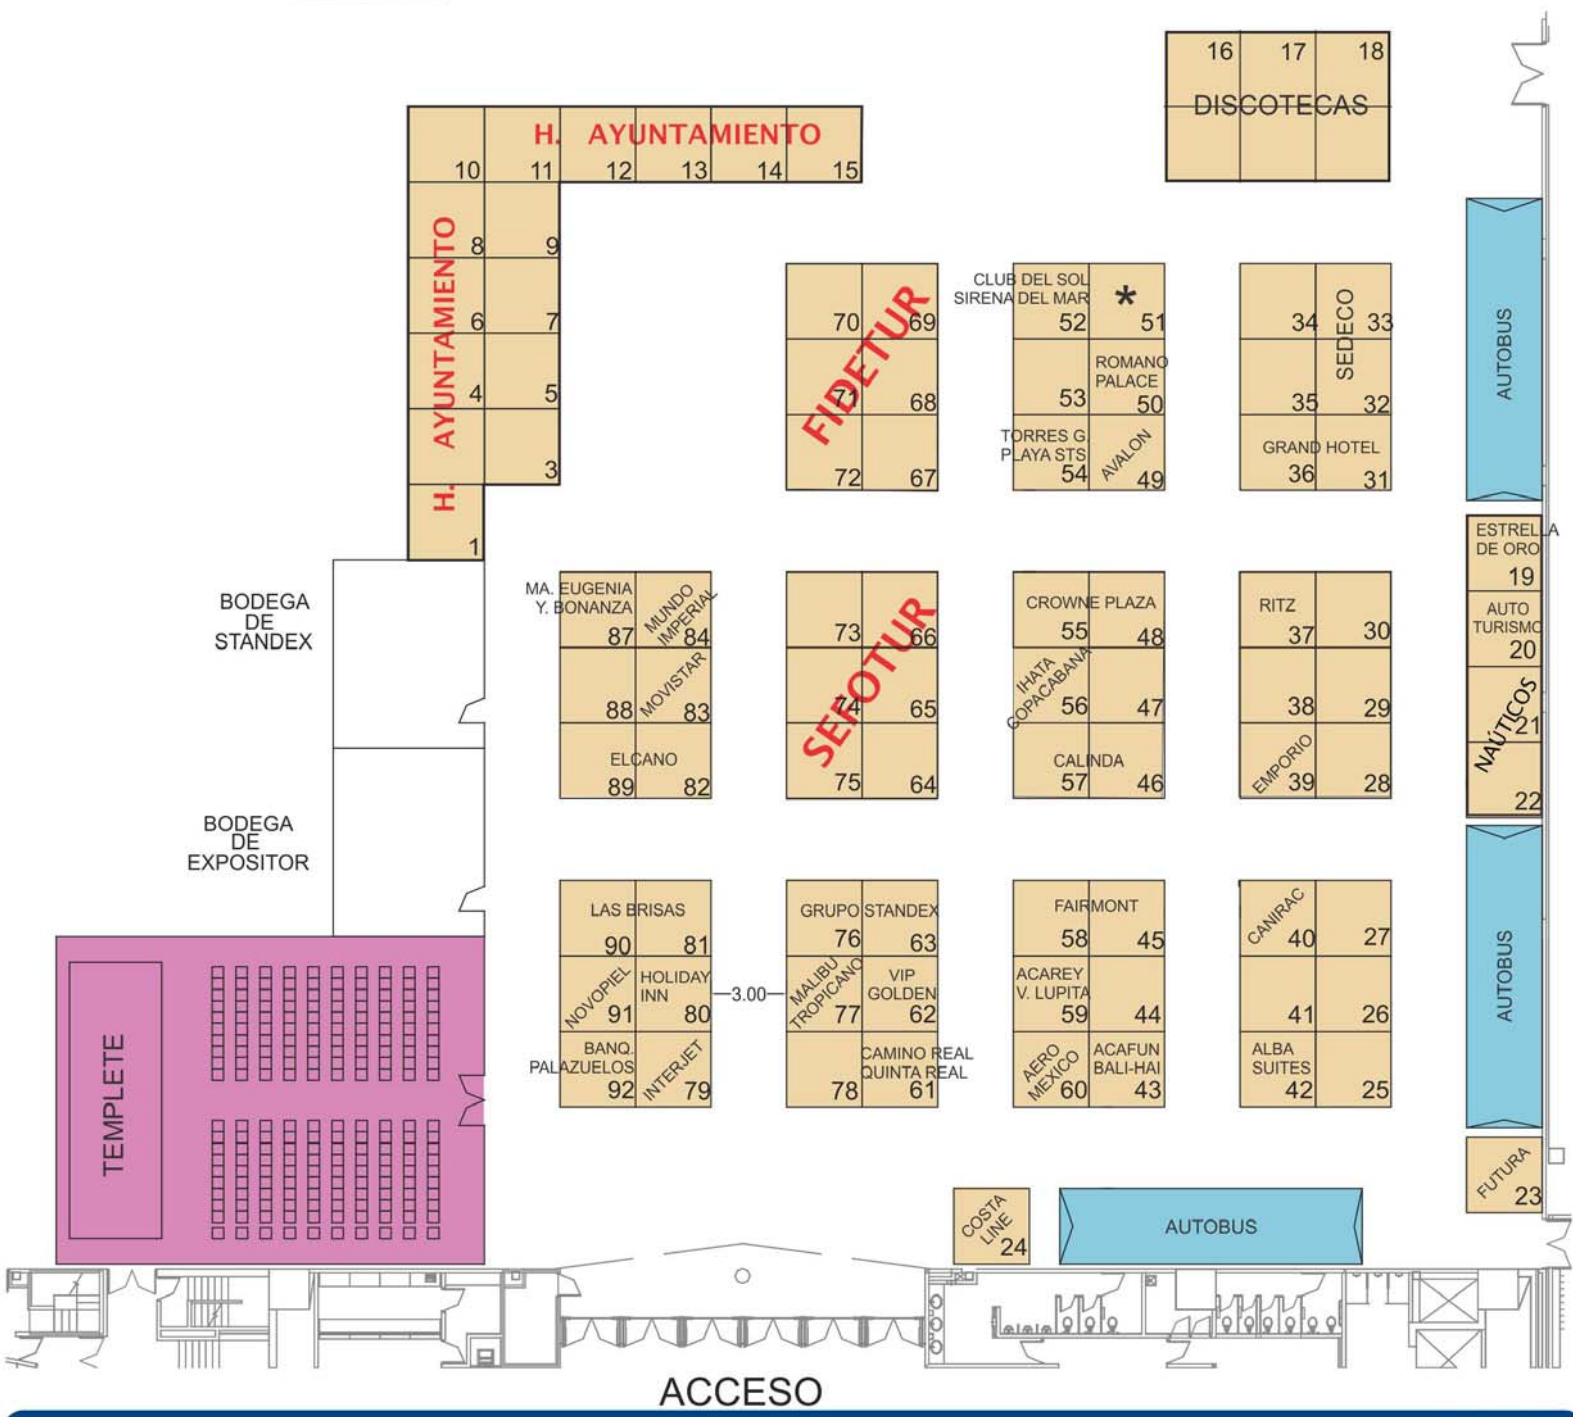 16 17 18
DISCOTECAS
H. AYUNTAMIENTO
10 11 12 13 14 15
H. AYUNTAMIENTO
8 9
6 7
4 5
3
1
FIDETUR
70 69
71 68
72 67
CLUB DEL SOL
SIRENA DEL MAR
52
*
51
53
ROMANO
PALACE
50
TORRES G.
PLAYA STS
54
AVALON
49
SEDECO
34 33
35 32
GRAND HOTEL
36 31
AUTOBUS
ESTRELLA
DE ORO
19
AUTO
TURISMO
20
NAÚTICOS
21
22
BODEGA
DE
STANDEX
MA. EUGENIA
Y. BONANZA
87
MUNDO
IMPERIAL
84
88
MOVISTAR
83
ELCANO
89 82
SEFOTUR
73 66
74 65
75 64
CROWNE PLAZA
55 48
IHATA
COPACABANA
56 47
CALINDA
57 46
RITZ
37 30
38 29
EMPORIO
39 28
BODEGA
DE
EXPOSITOR
LAS BRISAS
90 81
NOVOPIEL
91
HOLIDAY
INN
80
BANQ.
PALAZUELOS
92
INTERJET
79
3.00
GRUPO STANDEX
76 63
MALIBU
TROPICANO
77
VIP
GOLDEN
62
78
CAMINO REAL
QUINTA REAL
61
FAIRMONT
58 45
ACAREY
V. LUPITA
59 44
AERO
MEXICO
60
ACAFUN
BALI-HAI
43
CANIRAC
40 27
41 26
ALBA
SUITES
42 25
AUTOBUS
TEMPLETE
FUTURA
23
COSTA
LINE
24
AUTOBUS
ACCESO